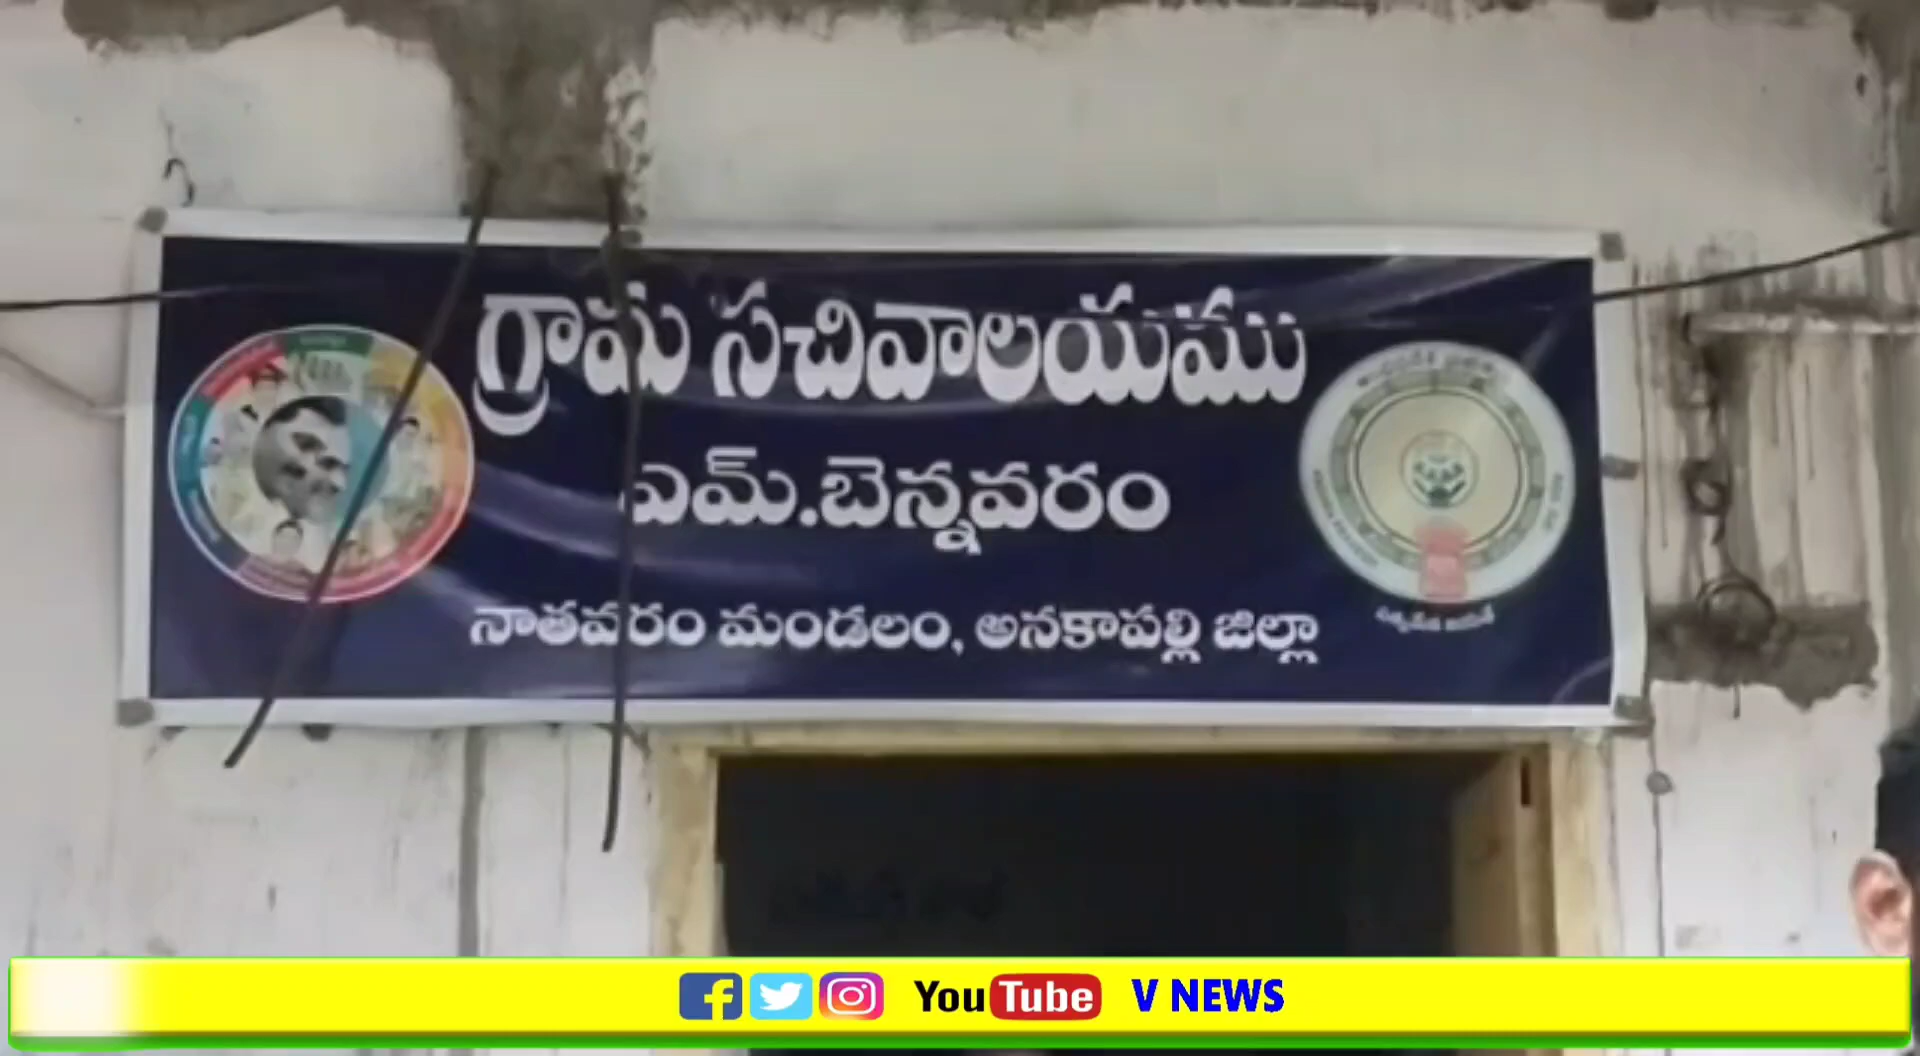 గ్రామ సచివాలయము
ఎమ్.బెన్నవరం
నాతవరం మండలం, అనకాపల్లి జిల్లా
YouTube V NEWS